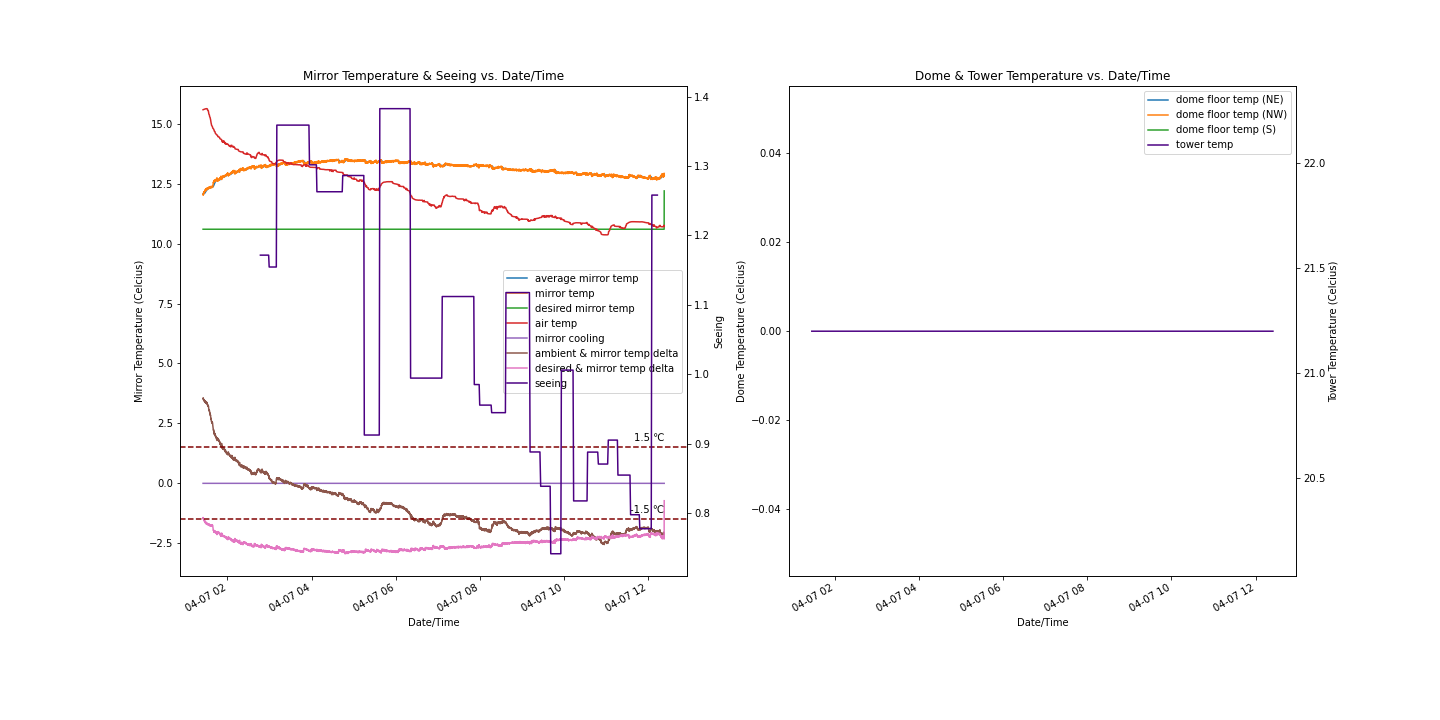 Mirror Temperature & Seeing vs. Date/Time
Mirror Temperature (Celcius)
15.0
12.5
10.0
7.5
5.0
2.5
0.0
−2.5
1.4
1.3
1.2
1.1
1.0
0.9
0.8
Seeing
average mirror temp
mirror temp
desired mirror temp
air temp
mirror cooling
ambient & mirror temp delta
desired & mirror temp delta
seeing
1.5 °C
-1.5 °C
04-07 02
04-07 04
04-07 06
04-07 08
04-07 10
04-07 12
Date/Time
Dome & Tower Temperature vs. Date/Time
Dome Temperature (Celcius)
0.04
0.02
0.00
−0.02
−0.04
dome floor temp (NE)
dome floor temp (NW)
dome floor temp (S)
tower temp
22.0
21.5
21.0
20.5
Tower Temperature (Celcius)
04-07 02
04-07 04
04-07 06
04-07 08
04-07 10
04-07 12
Date/Time